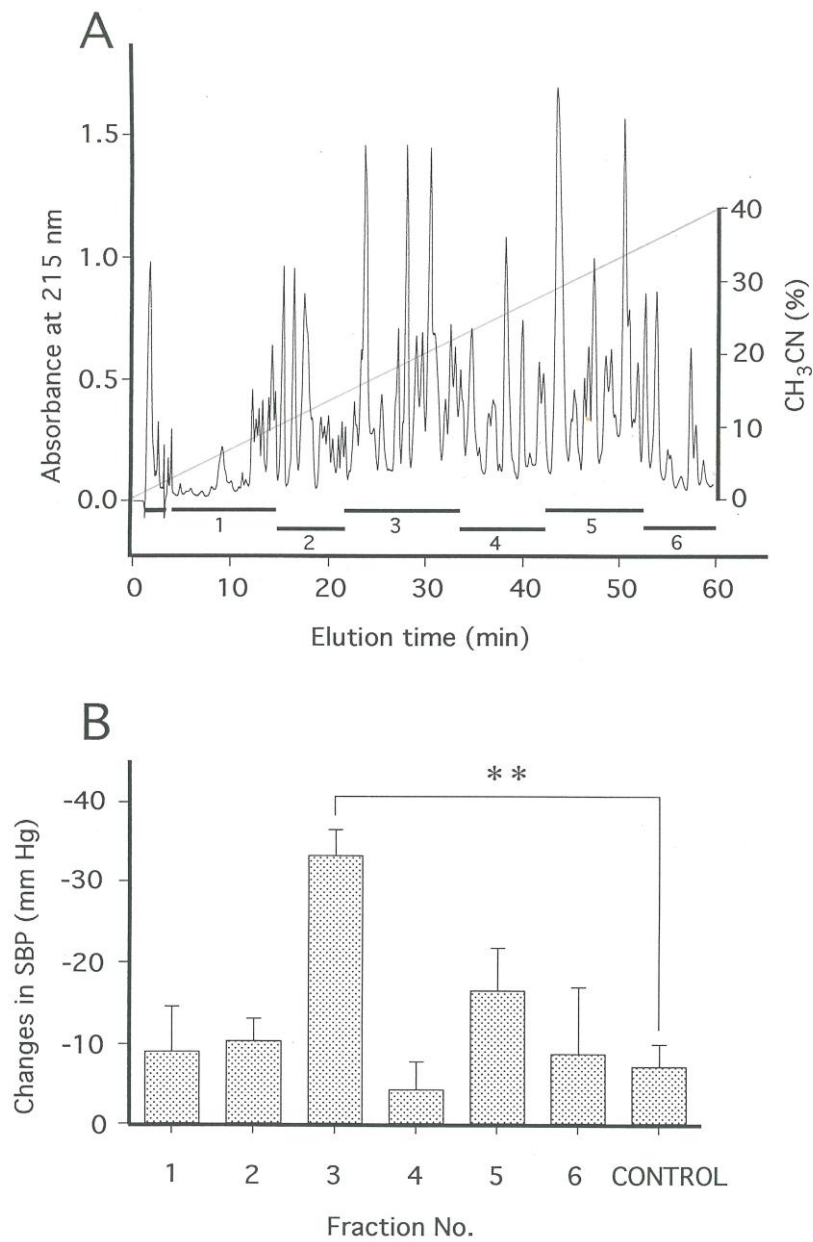 A
1.5
1.0
0.5
0.0
Absorbance at 215 nm
40
30
20
10
0
CH3CN (%)
1
2
3
4
5
6
0 10 20 30 40 50 60
Elution time (min)
B
-40
-30
-20
-10
0
Changes in SBP (mm Hg)
**
1 2 3 4 5 6 CONTROL
Fraction No.